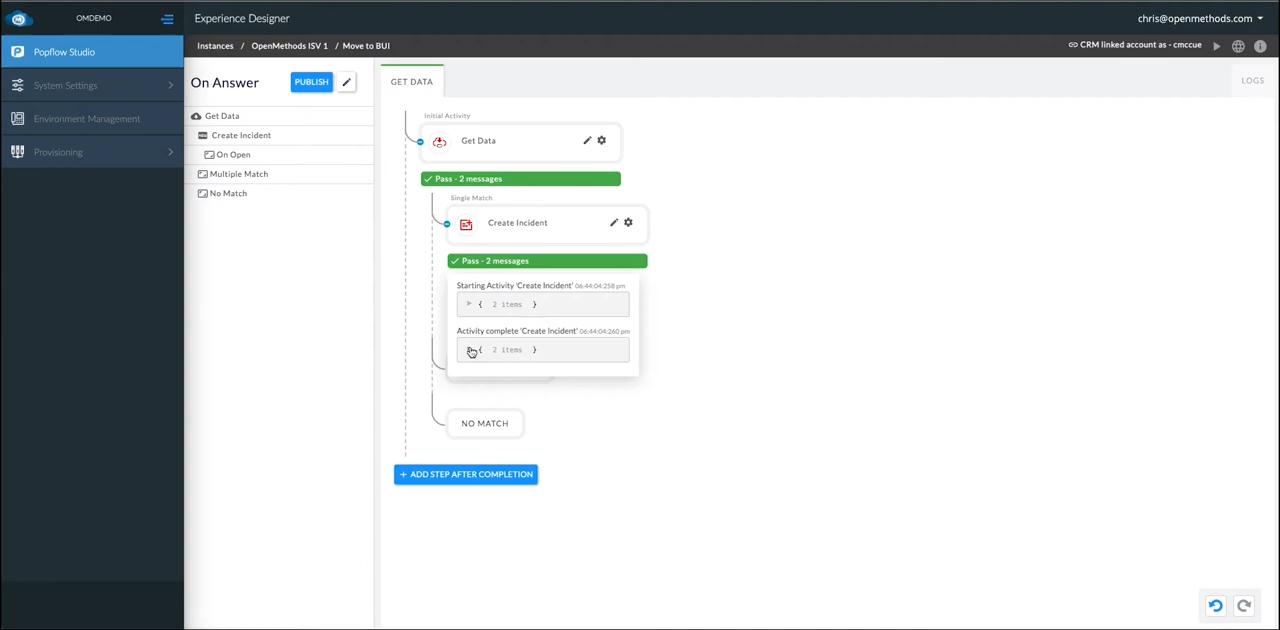 OMDEMO
Experience Designer
chris@openmethods.com
Popflow Studio
System Settings
Environment Management
Provisioning
Instances / OpenMethods ISV 1 / Move to BUI
CRM linked account as - cmccue
On Answer
PUBLISH
Get Data
Create Incident
On Open
Multiple Match
No Match
GET DATA
LOGS
Initial Activity
Get Data
Pass - 2 messages
Single Match
Create Incident
Pass - 2 messages
Starting Activity 'Create Incident' 06:44:04:258 pm
{ 2 items }
Activity complete 'Create Incident' 06:44:04:260 pm
{ 2 items }
NO MATCH
+ ADD STEP AFTER COMPLETION